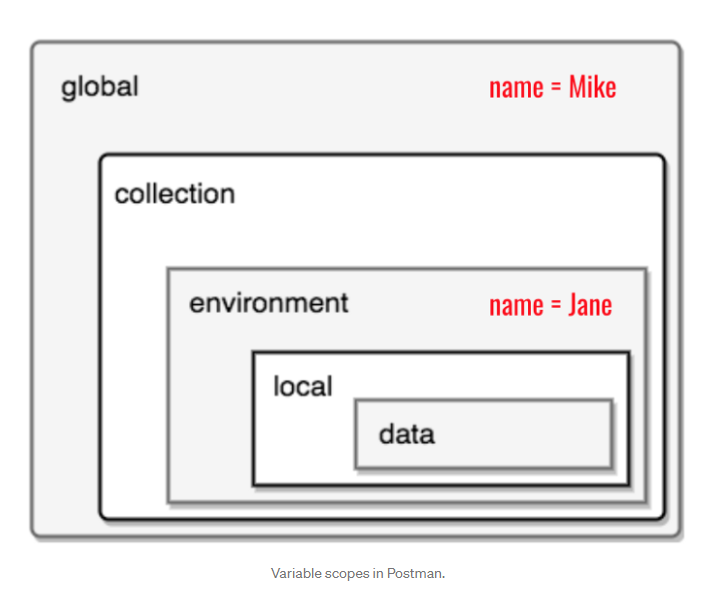 global
name = Mike
collection
environment
name = Jane
local
data
Variable scopes in Postman.